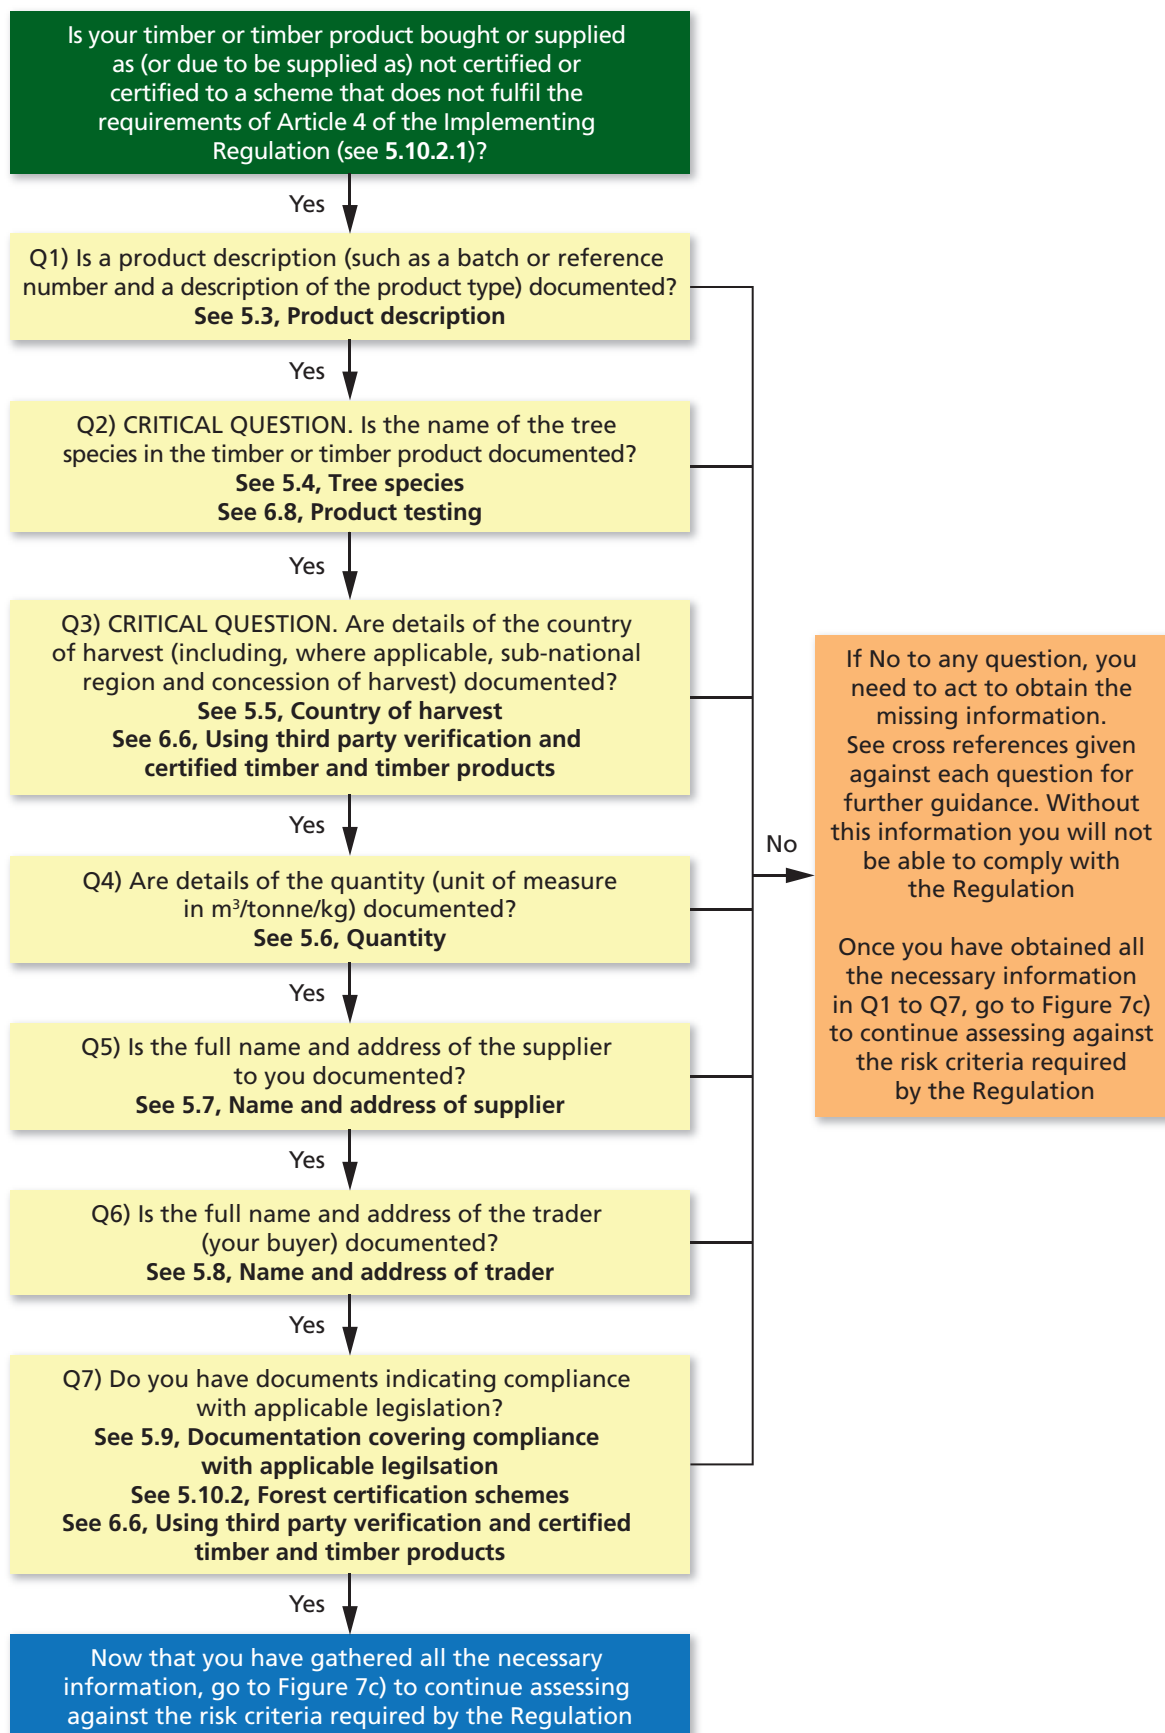 Is your timber or timber product bought or supplied
as (or due to be supplied as) not certified or
certified to a scheme that does not fulfil the
requirements of Article 4 of the Implementing
Regulation (see 5.10.2.1)?
Yes
Q1) Is a product description (such as a batch or reference
number and a description of the product type) documented?
See 5.3, Product description
Yes
Q2) CRITICAL QUESTION. Is the name of the tree
species in the timber or timber product documented?
See 5.4, Tree species
See 6.8, Product testing
Yes
Q3) CRITICAL QUESTION. Are details of the country
of harvest (including, where applicable, sub-national
region and concession of harvest) documented?
See 5.5, Country of harvest
See 6.6, Using third party verification and
certified timber and timber products
Yes
Q4) Are details of the quantity (unit of measure
in m³/tonne/kg) documented?
See 5.6, Quantity
Yes
Q5) Is the full name and address of the supplier
to you documented?
See 5.7, Name and address of supplier
Yes
Q6) Is the full name and address of the trader
(your buyer) documented?
See 5.8, Name and address of trader
Yes
Q7) Do you have documents indicating compliance
with applicable legislation?
See 5.9, Documentation covering compliance
with applicable legilsation
See 5.10.2, Forest certification schemes
See 6.6, Using third party verification and certified
timber and timber products
Yes
Now that you have gathered all the necessary
information, go to Figure 7c) to continue assessing
against the risk criteria required by the Regulation
No
If No to any question, you
need to act to obtain the
missing information.
See cross references given
against each question for
further guidance. Without
this information you will not
be able to comply with
the Regulation
Once you have obtained all
the necessary information
in Q1 to Q7, go to Figure 7c)
to continue assessing against
the risk criteria required
by the Regulation